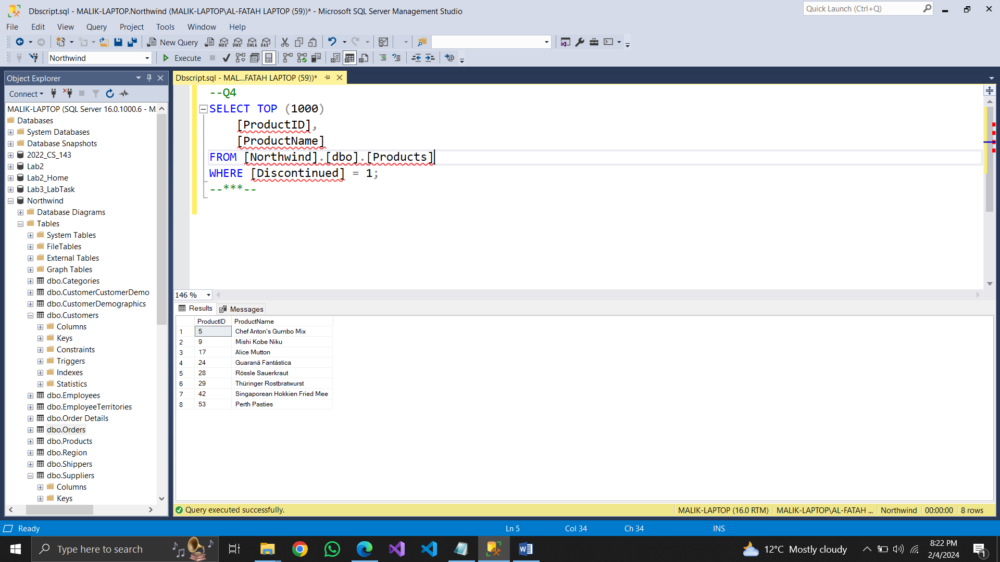 Dbscript.sql - MALIK-LAPTOP.Northwind (MALIK-LAPTOP\AL-FATAH LAPTOP (59))* - Microsoft SQL Server Management Studio
Quick Launch (Ctrl+Q)
File Edit View Query Project Tools Window Help
New Query MDX DMX XMLA DAX
Northwind Execute
Object Explorer
Dbscript.sql - MAL...FATAH LAPTOP (59))*
Connect
MALIK-LAPTOP (SQL Server 16.0.1000.6 - M
Databases
System Databases
Database Snapshots
2022_CS_143
Lab2
Lab2_Home
Lab3_LabTask
Northwind
Database Diagrams
Tables
System Tables
FileTables
External Tables
Graph Tables
dbo.Categories
dbo.CustomerCustomerDemo
dbo.CustomerDemographics
dbo.Customers
Columns
Keys
Constraints
Triggers
Indexes
Statistics
dbo.Employees
dbo.EmployeeTerritories
dbo.Order Details
dbo.Orders
dbo.Products
dbo.Region
dbo.Shippers
dbo.Suppliers
Columns
Keys
--Q4
SELECT TOP (1000)
[ProductID],
[ProductName]
FROM [Northwind].[dbo].[Products]
WHERE [Discontinued] = 1;
--***--
146 %
Results Messages
ProductID ProductName
1 5 Chef Anton's Gumbo Mix
2 9 Mishi Kobe Niku
3 17 Alice Mutton
4 24 Guaraná Fantástica
5 28 Rössle Sauerkraut
6 29 Thüringer Rostbratwurst
7 42 Singaporean Hokkien Fried Mee
8 53 Perth Pasties
Query executed successfully. MALIK-LAPTOP (16.0 RTM) MALIK-LAPTOP\AL-FATAH ... Northwind 00:00:00 8 rows
Ready Ln 5 Col 34 Ch 34 INS
Type here to search 12°C Mostly cloudy 8:22 PM
2/4/2024
1